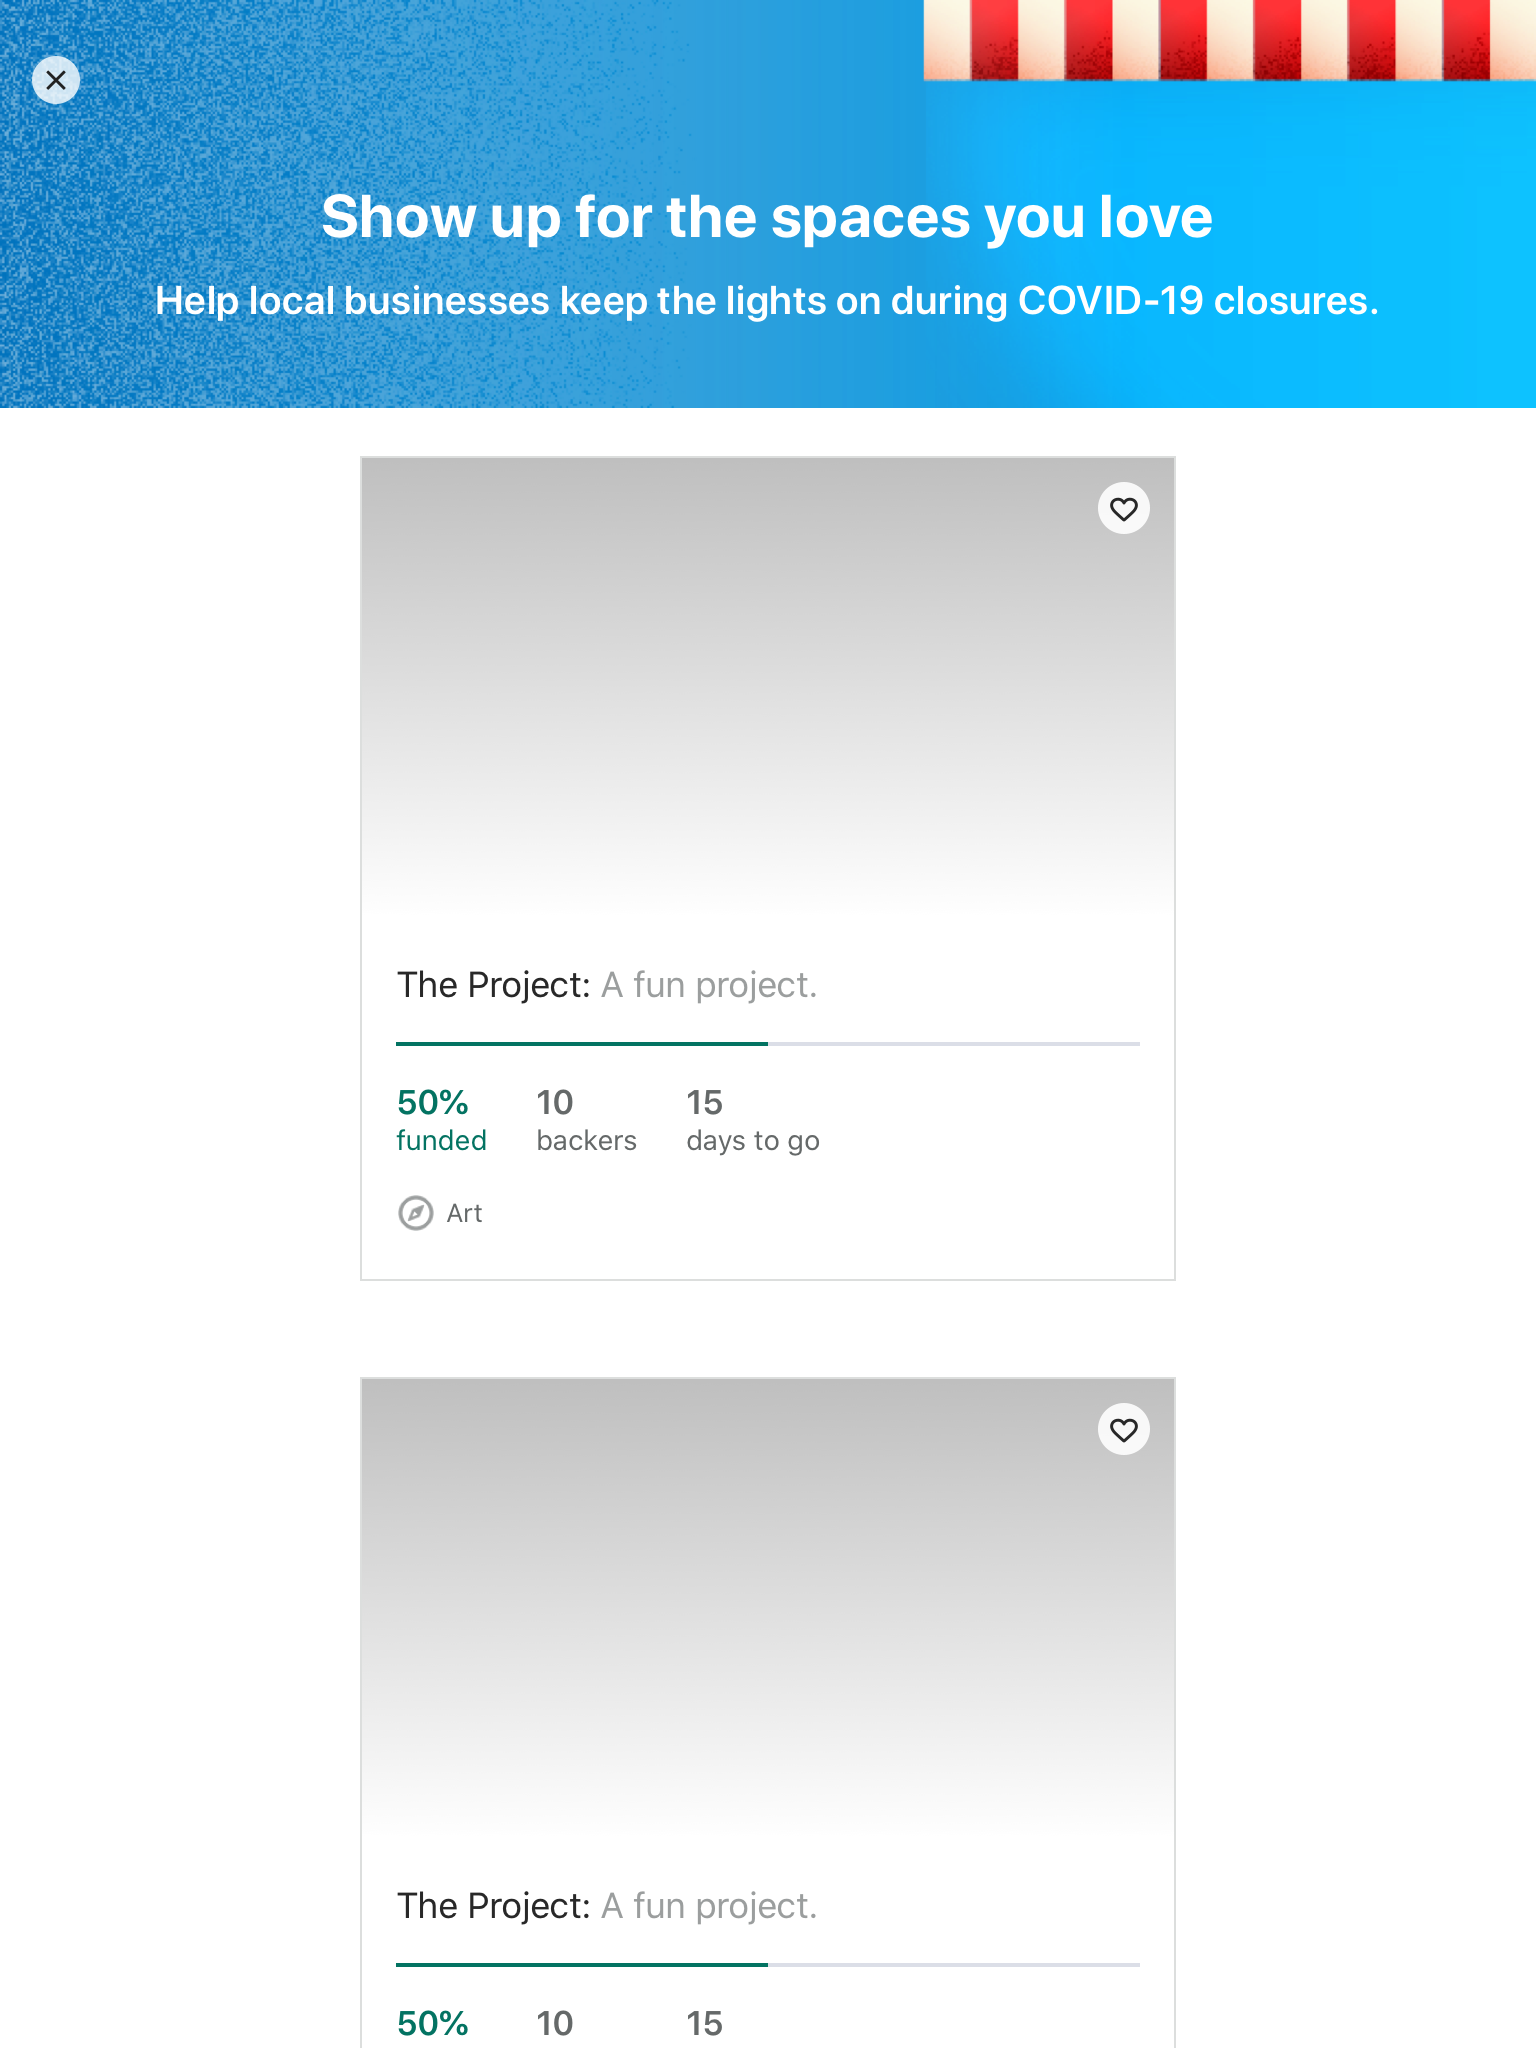 Show up for the spaces you love
Help local businesses keep the lights on during COVID-19 closures.
The Project: A fun project.
50% 10 15
funded backers days to go
Art
The Project: A fun project.
50% 10 15